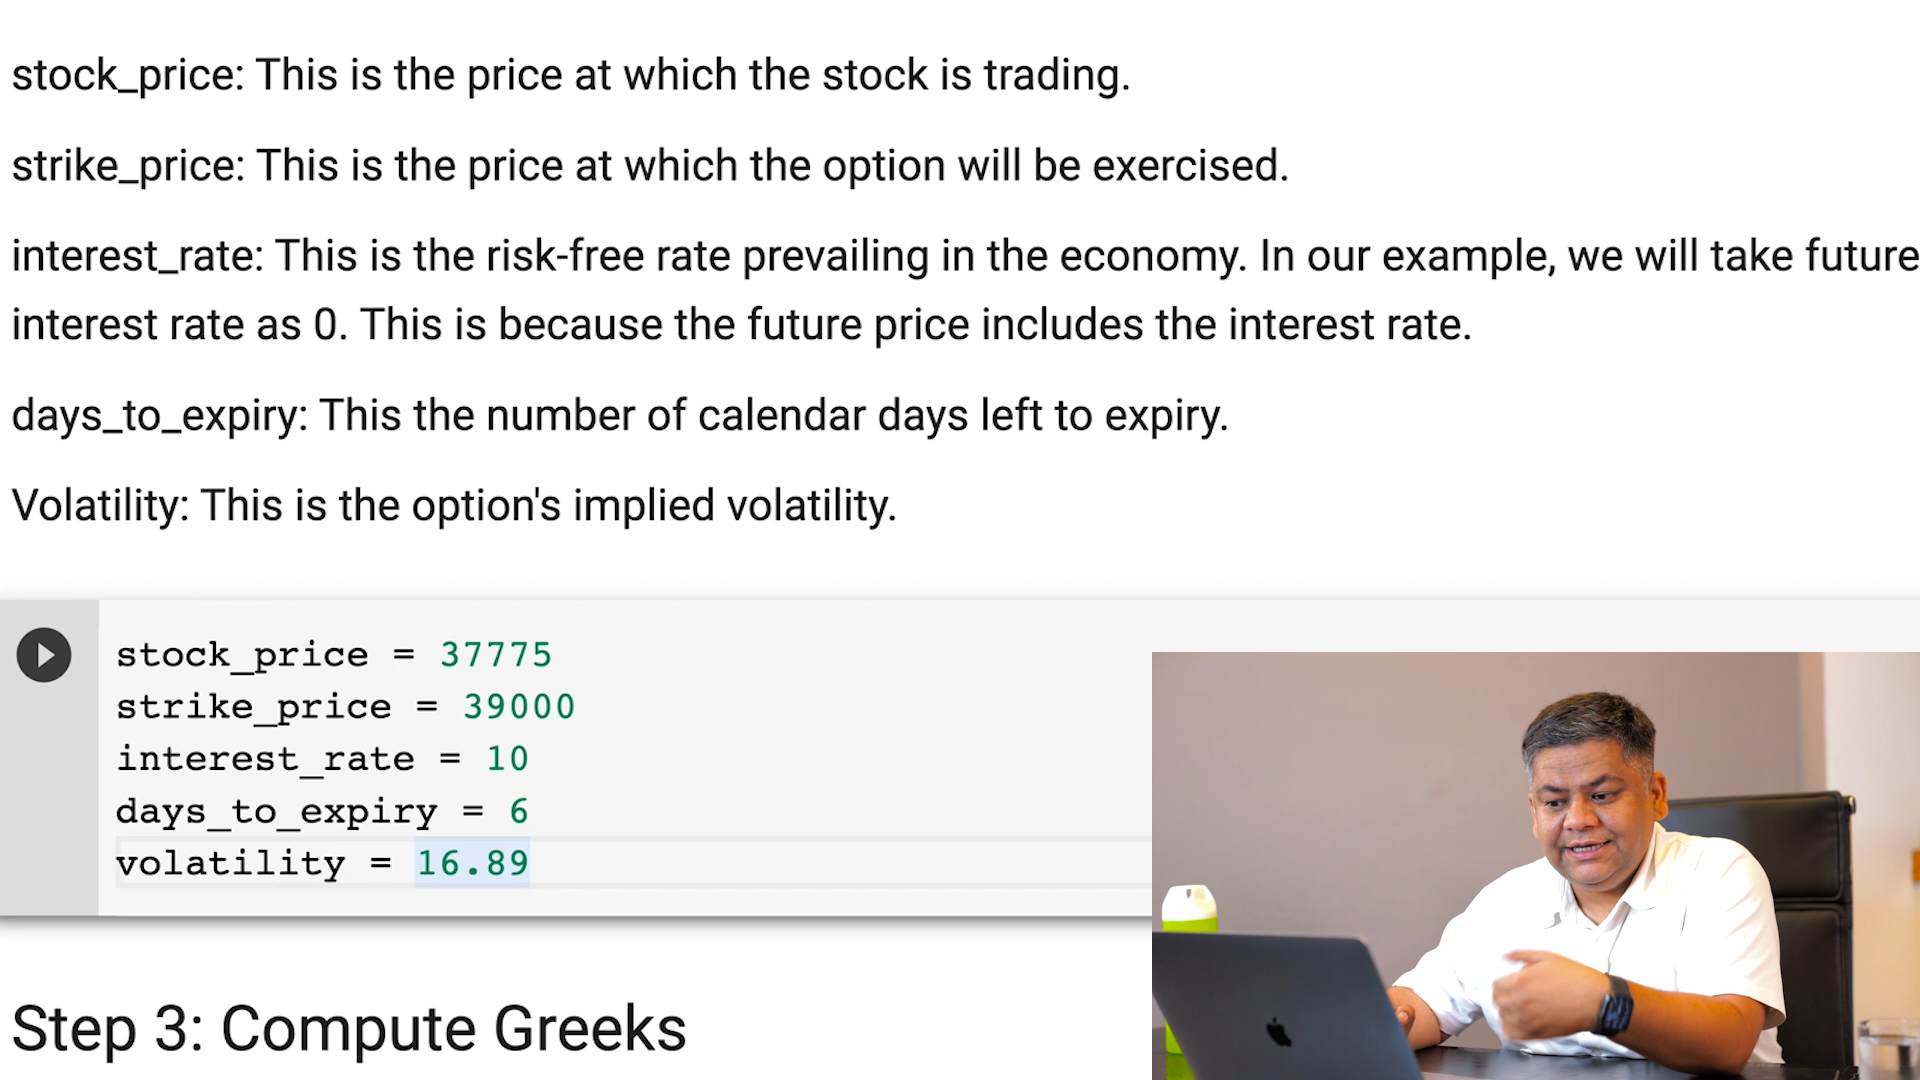 stock_price: This is the price at which the stock is trading.
strike_price: This is the price at which the option will be exercised.
interest_rate: This is the risk-free rate prevailing in the economy. In our example, we will take future
interest rate as 0. This is because the future price includes the interest rate.
days_to_expiry: This the number of calendar days left to expiry.
Volatility: This is the option's implied volatility.
stock_price = 37775
strike_price = 39000
interest_rate = 10
days_to_expiry = 6
volatility = 16.89
Step 3: Compute Greeks